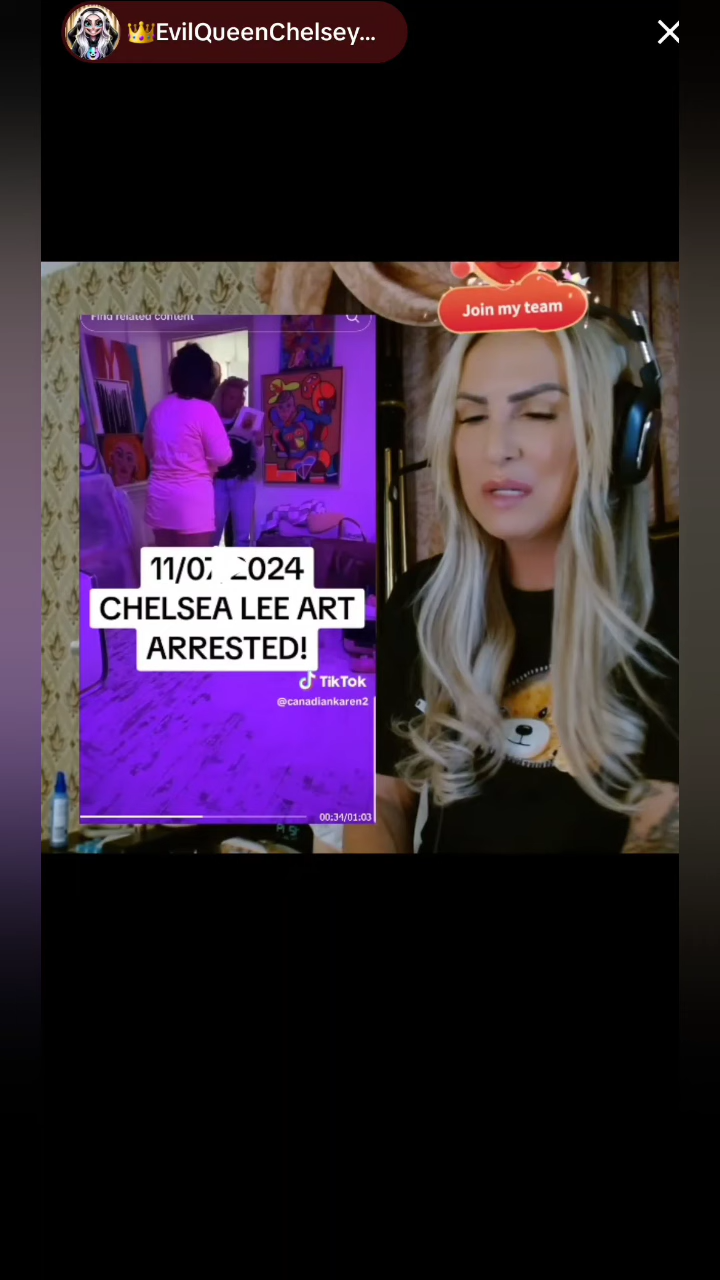 👑EvilQueenChelsey...
Join my team
Find related content
11/07/2024
CHELSEA LEE ART
ARRESTED!
TikTok
@canadiankaren2
00:34/01:03